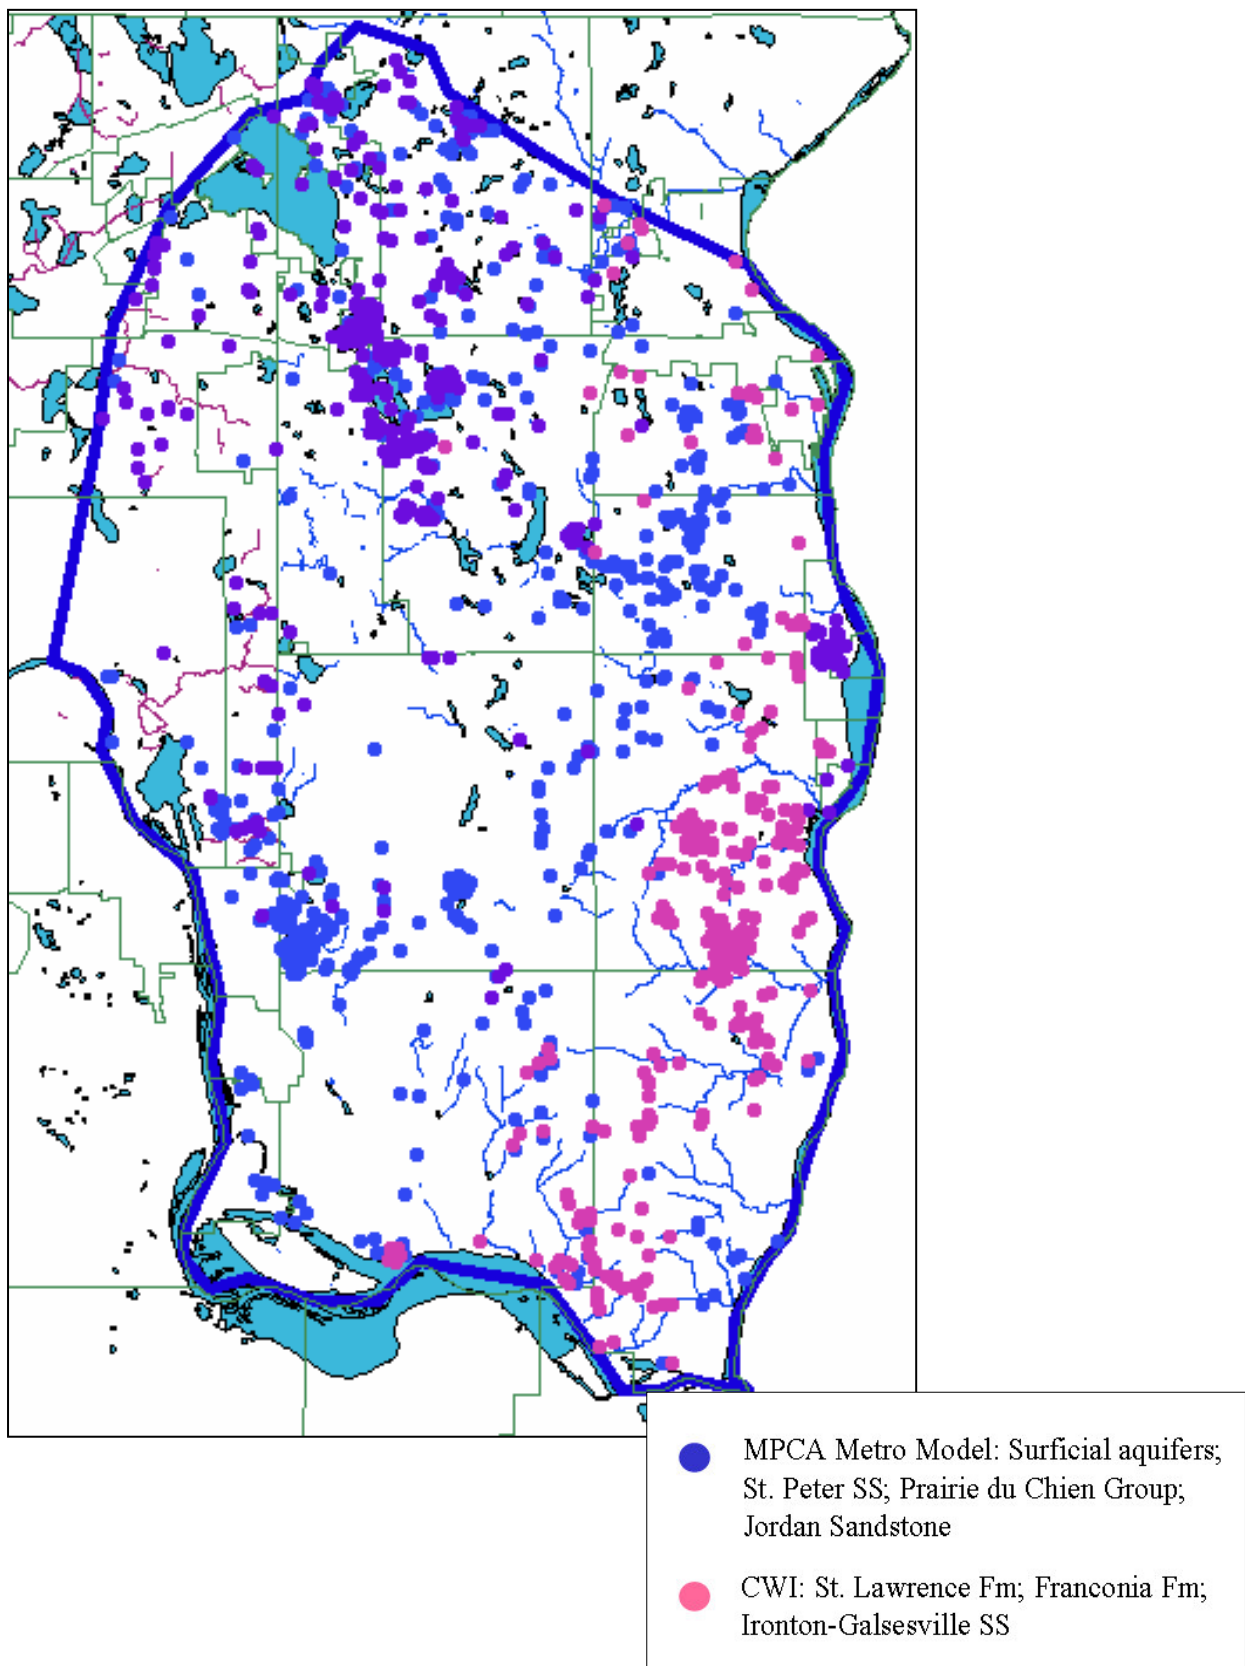 MPCA Metro Model: Surficial aquifers;
St. Peter SS; Prairie du Chien Group;
Jordan Sandstone
CWI: St. Lawrence Fm; Franconia Fm;
Ironton-Galsesville SS